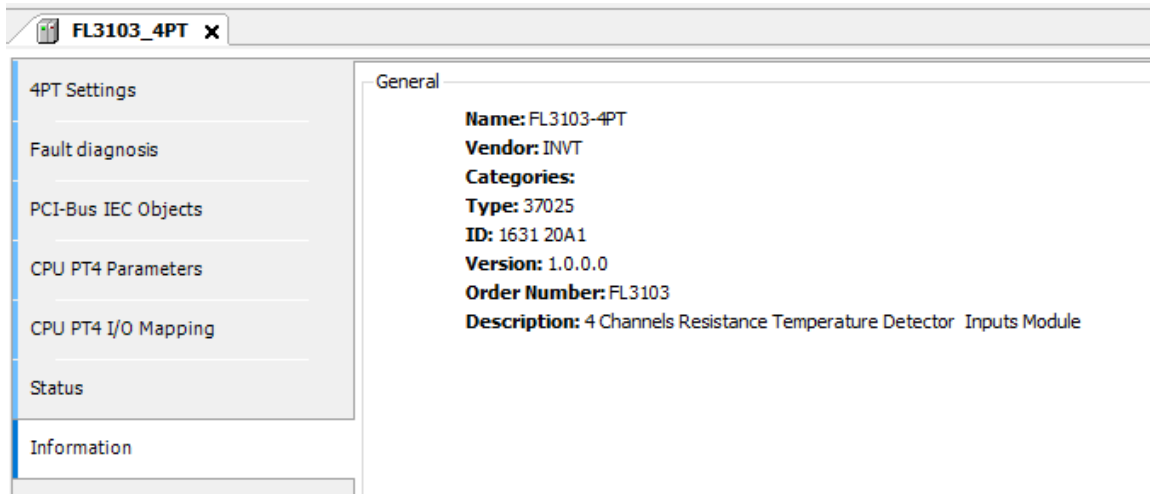 FL3103_4PT
4PT Settings
Fault diagnosis
PCI-Bus IEC Objects
CPU PT4 Parameters
CPU PT4 I/O Mapping
Status
Information
General
Name: FL3103-4PT
Vendor: INVT
Categories:
Type: 37025
ID: 1631 20A1
Version: 1.0.0.0
Order Number: FL3103
Description: 4 Channels Resistance Temperature Detector Inputs Module